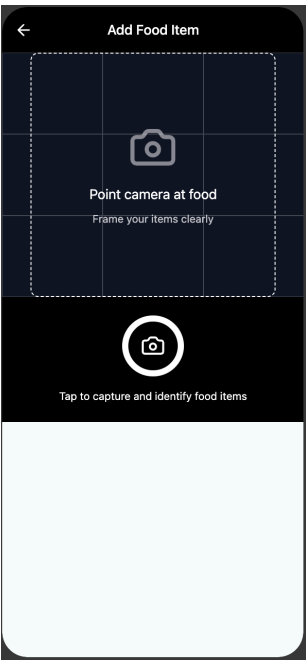 Add Food Item
Point camera at food
Frame your items clearly
Tap to capture and identify food items